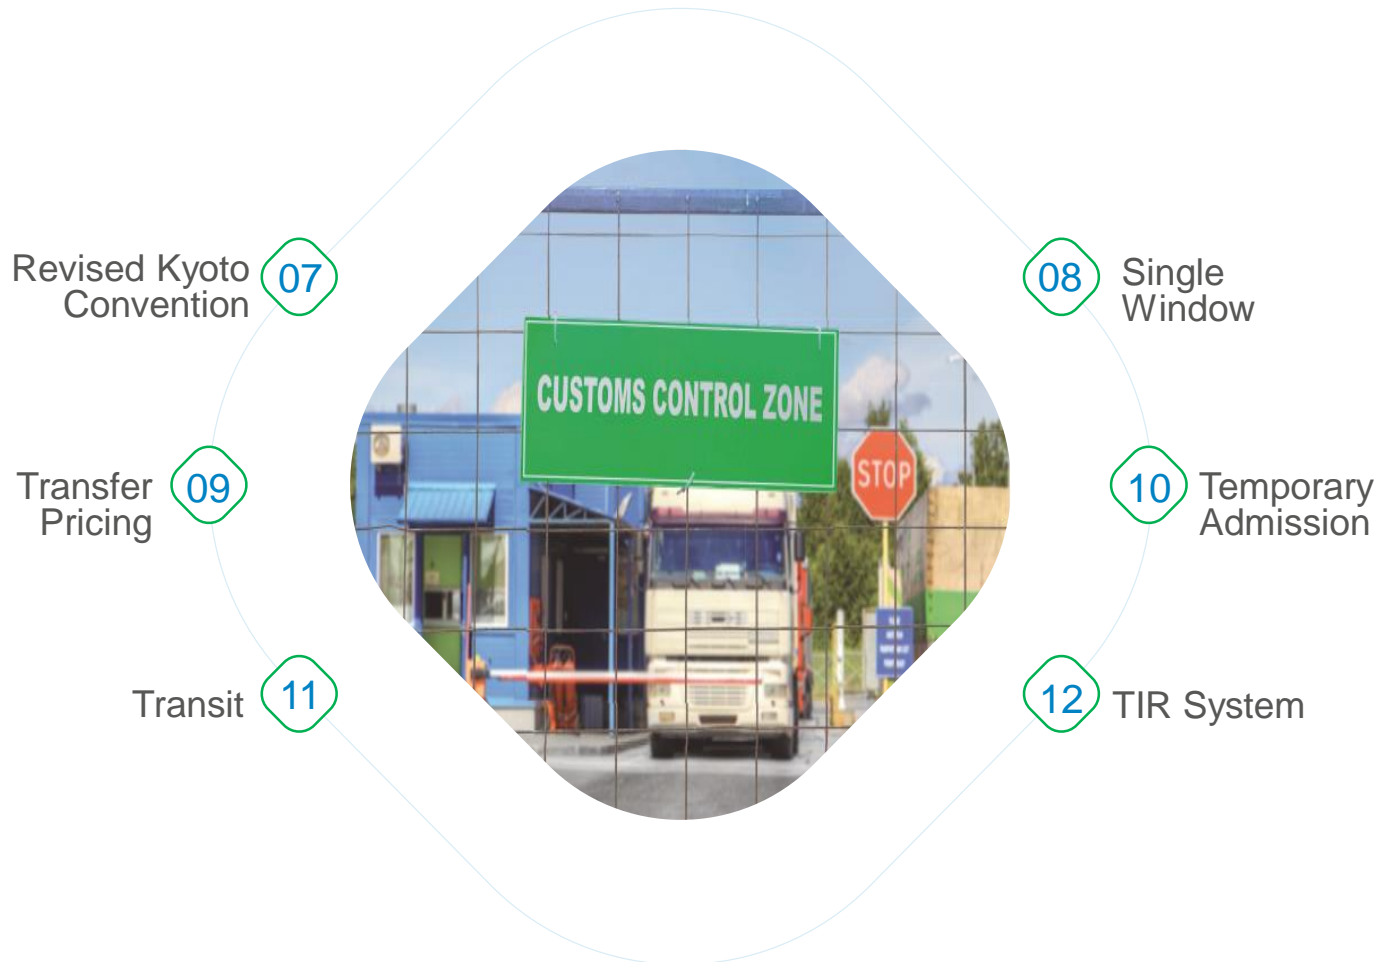 Revised Kyoto
Convention
07
08
Single
Window
CUSTOMS CONTROL ZONE
STOP
Transfer
Pricing
09
10
Temporary
Admission
Transit
11
12
TIR System